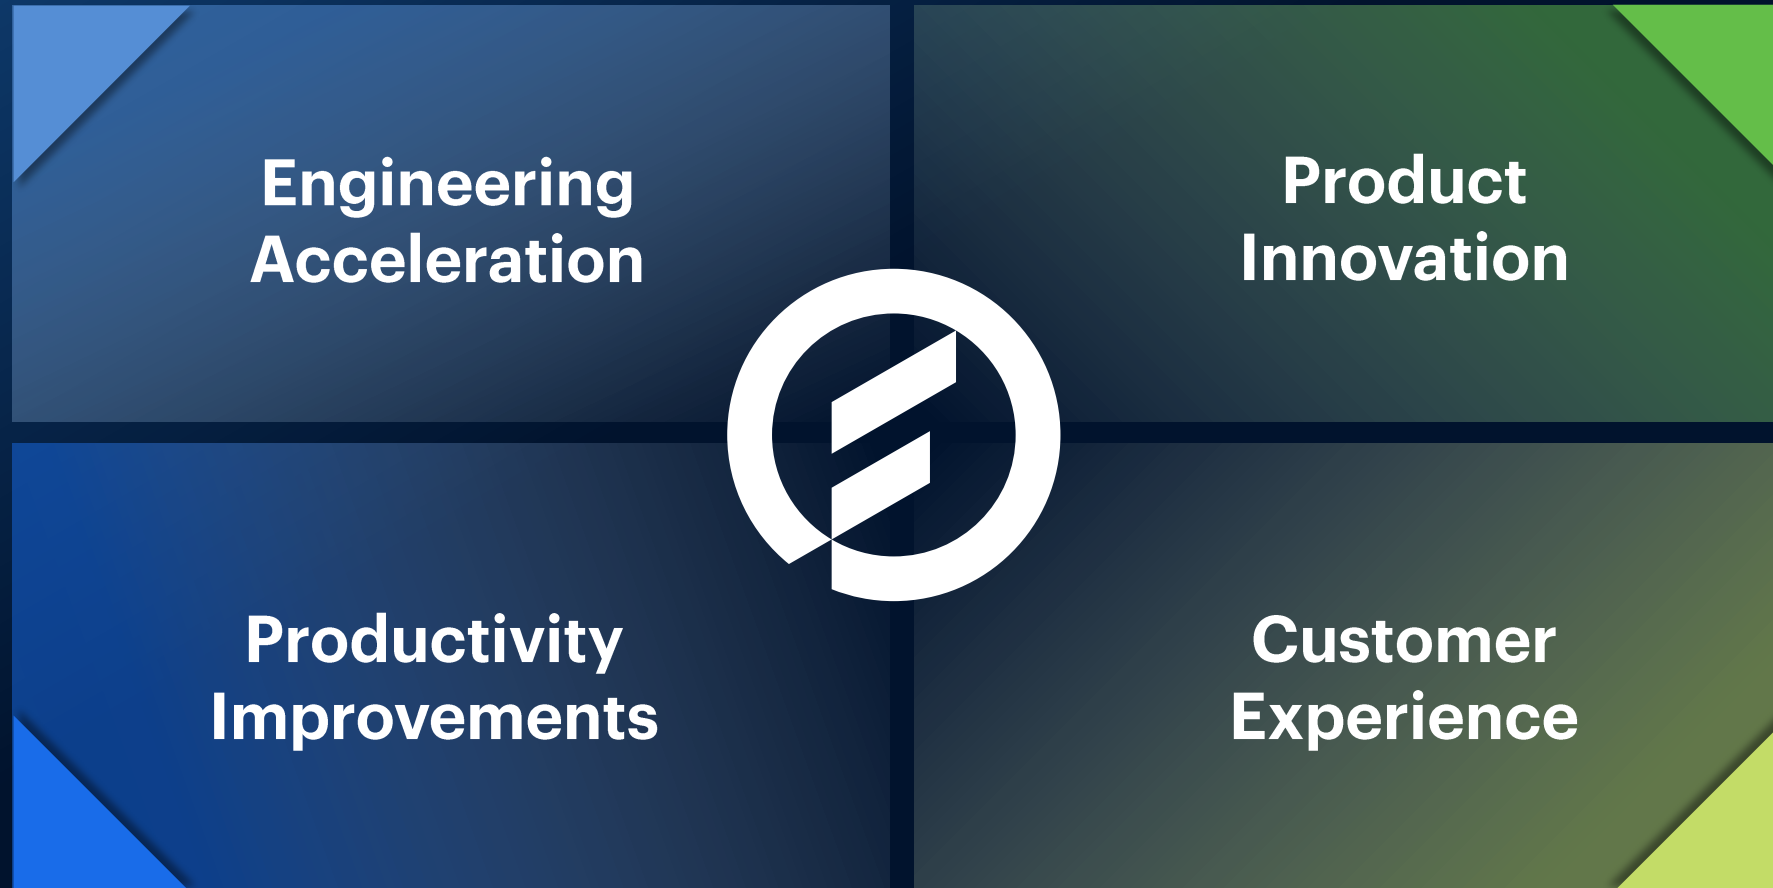 Engineering
Acceleration
Product
Innovation
Productivity
Improvements
Customer
Experience